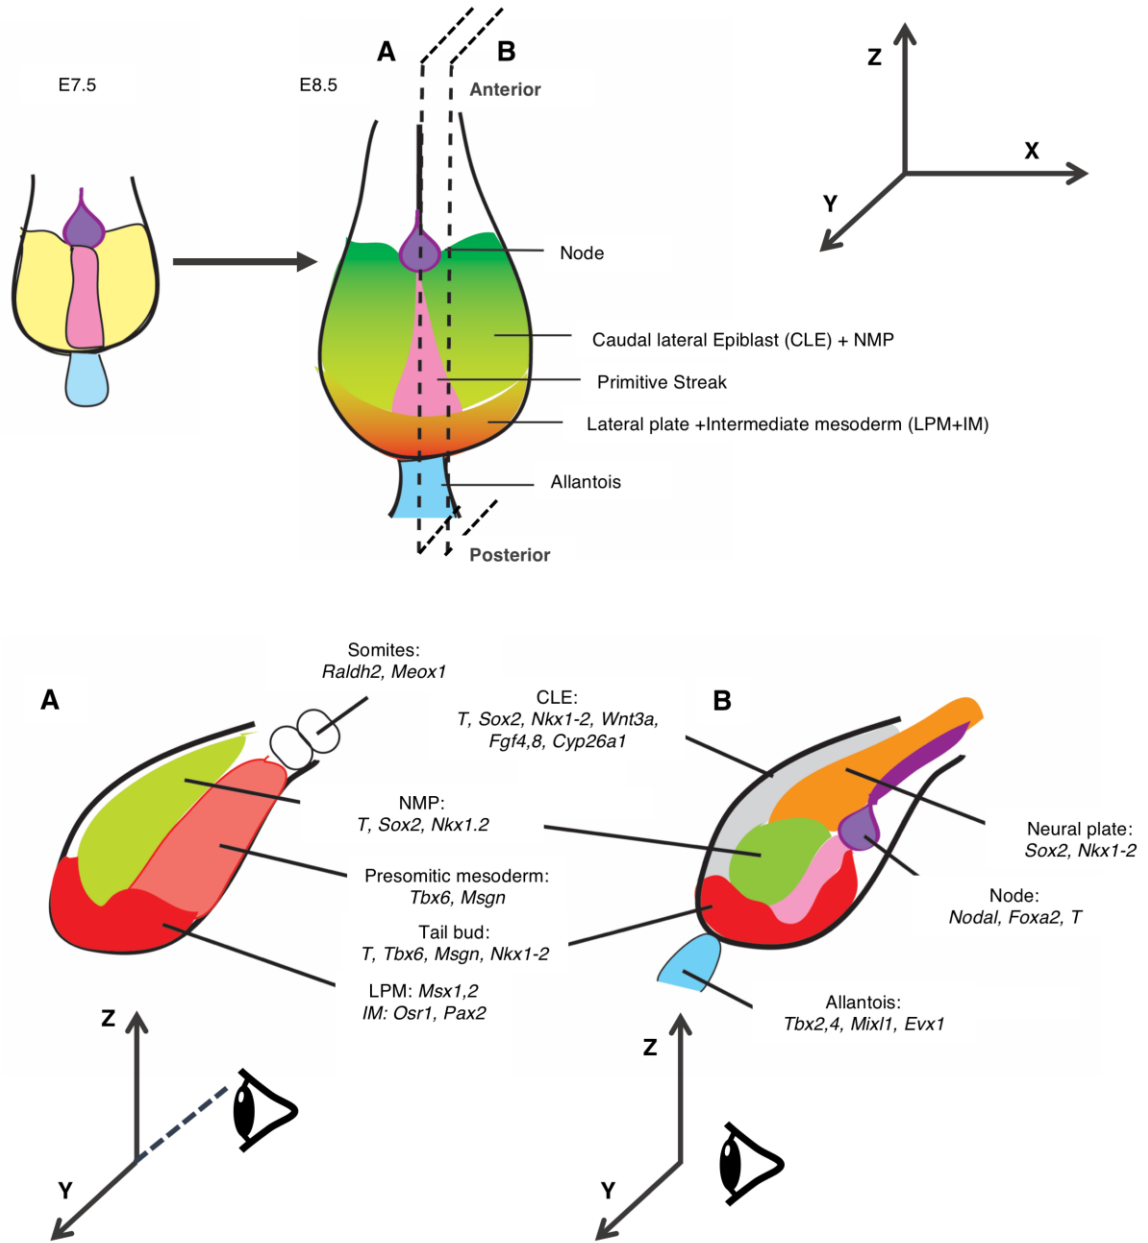 A
B
E7.5
E8.5
Anterior
Z
X
Y
Node
Caudal lateral Epiblast (CLE) + NMP
Primitive Streak
Lateral plate +Intermediate mesoderm (LPM+IM)
Allantois
Posterior
A
Somites:
Raldh2, Meox1
CLE:
T, Sox2, Nkx1-2, Wnt3a,
Fgf4,8, Cyp26a1
B
NMP:
T, Sox2, Nkx1.2
Presomitic mesoderm:
Tbx6, Msgn
Tail bud:
T, Tbx6, Msgn, Nkx1-2
LPM: Msx1,2
IM: Osr1, Pax2
Neural plate:
Sox2, Nkx1-2
Node:
Nodal, Foxa2, T
Allantois:
Tbx2,4, Mixl1, Evx1
Z
Y
Z
Y